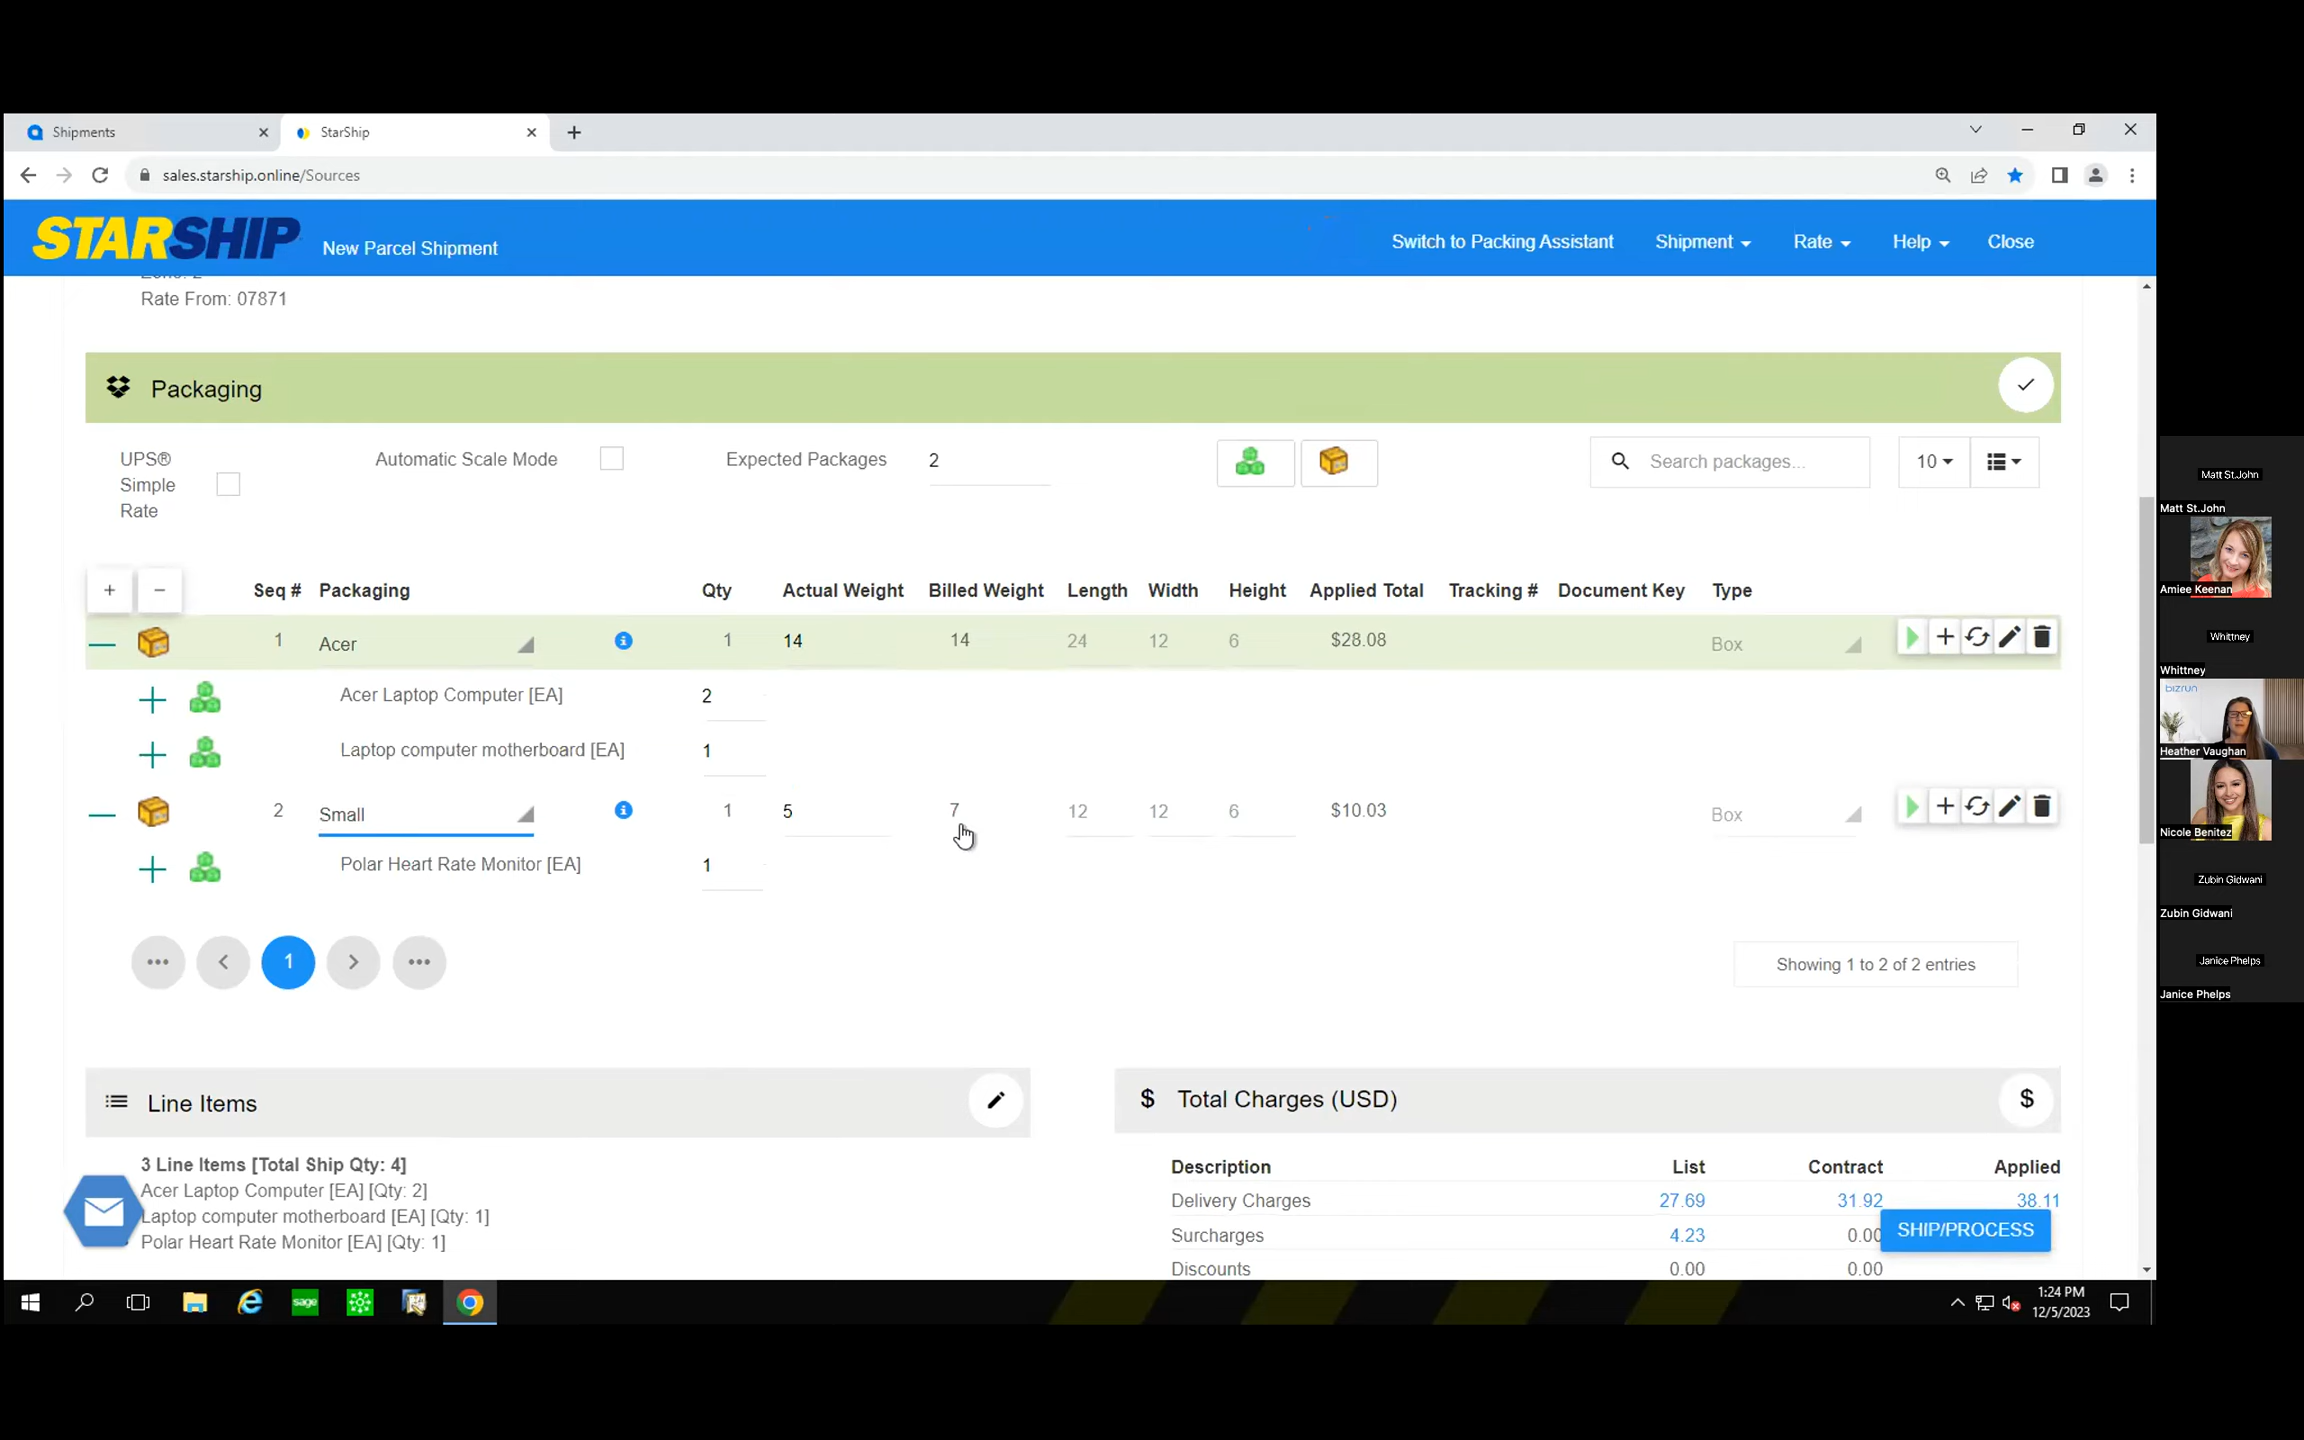 Shipments
StarShip
sales.starship.online/Sources
STARSHIP
New Parcel Shipment
Switch to Packing Assistant
Shipment
Rate
Help
Close
Rate From: 07871
Packaging
UPS® Simple Rate
Automatic Scale Mode
Expected Packages
2
Search packages...
10
+ − Seq # Packaging Qty Actual Weight Billed Weight Length Width Height Applied Total Tracking # Document Key Type
1 Acer 1 14 14 24 12 6 $28.08 Box
Acer Laptop Computer [EA] 2
Laptop computer motherboard [EA] 1
2 Small 1 5 7 12 12 6 $10.03 Box
Polar Heart Rate Monitor [EA] 1
1
Showing 1 to 2 of 2 entries
Line Items
3 Line Items [Total Ship Qty: 4]
Acer Laptop Computer [EA] [Qty: 2]
Laptop computer motherboard [EA] [Qty: 1]
Polar Heart Rate Monitor [EA] [Qty: 1]
$ Total Charges (USD) $
Description List Contract Applied
Delivery Charges 27.69 31.92 38.11
Surcharges 4.23 0.00
Discounts 0.00 0.00
SHIP/PROCESS
sage
1:24 PM
12/5/2023
Matt St.John
Matt St.John
Amiee Keenan
Whittney
Whittney
bizrun
Heather Vaughan
Nicole Benitez
Zubin Gidwani
Zubin Gidwani
Janice Phelps
Janice Phelps